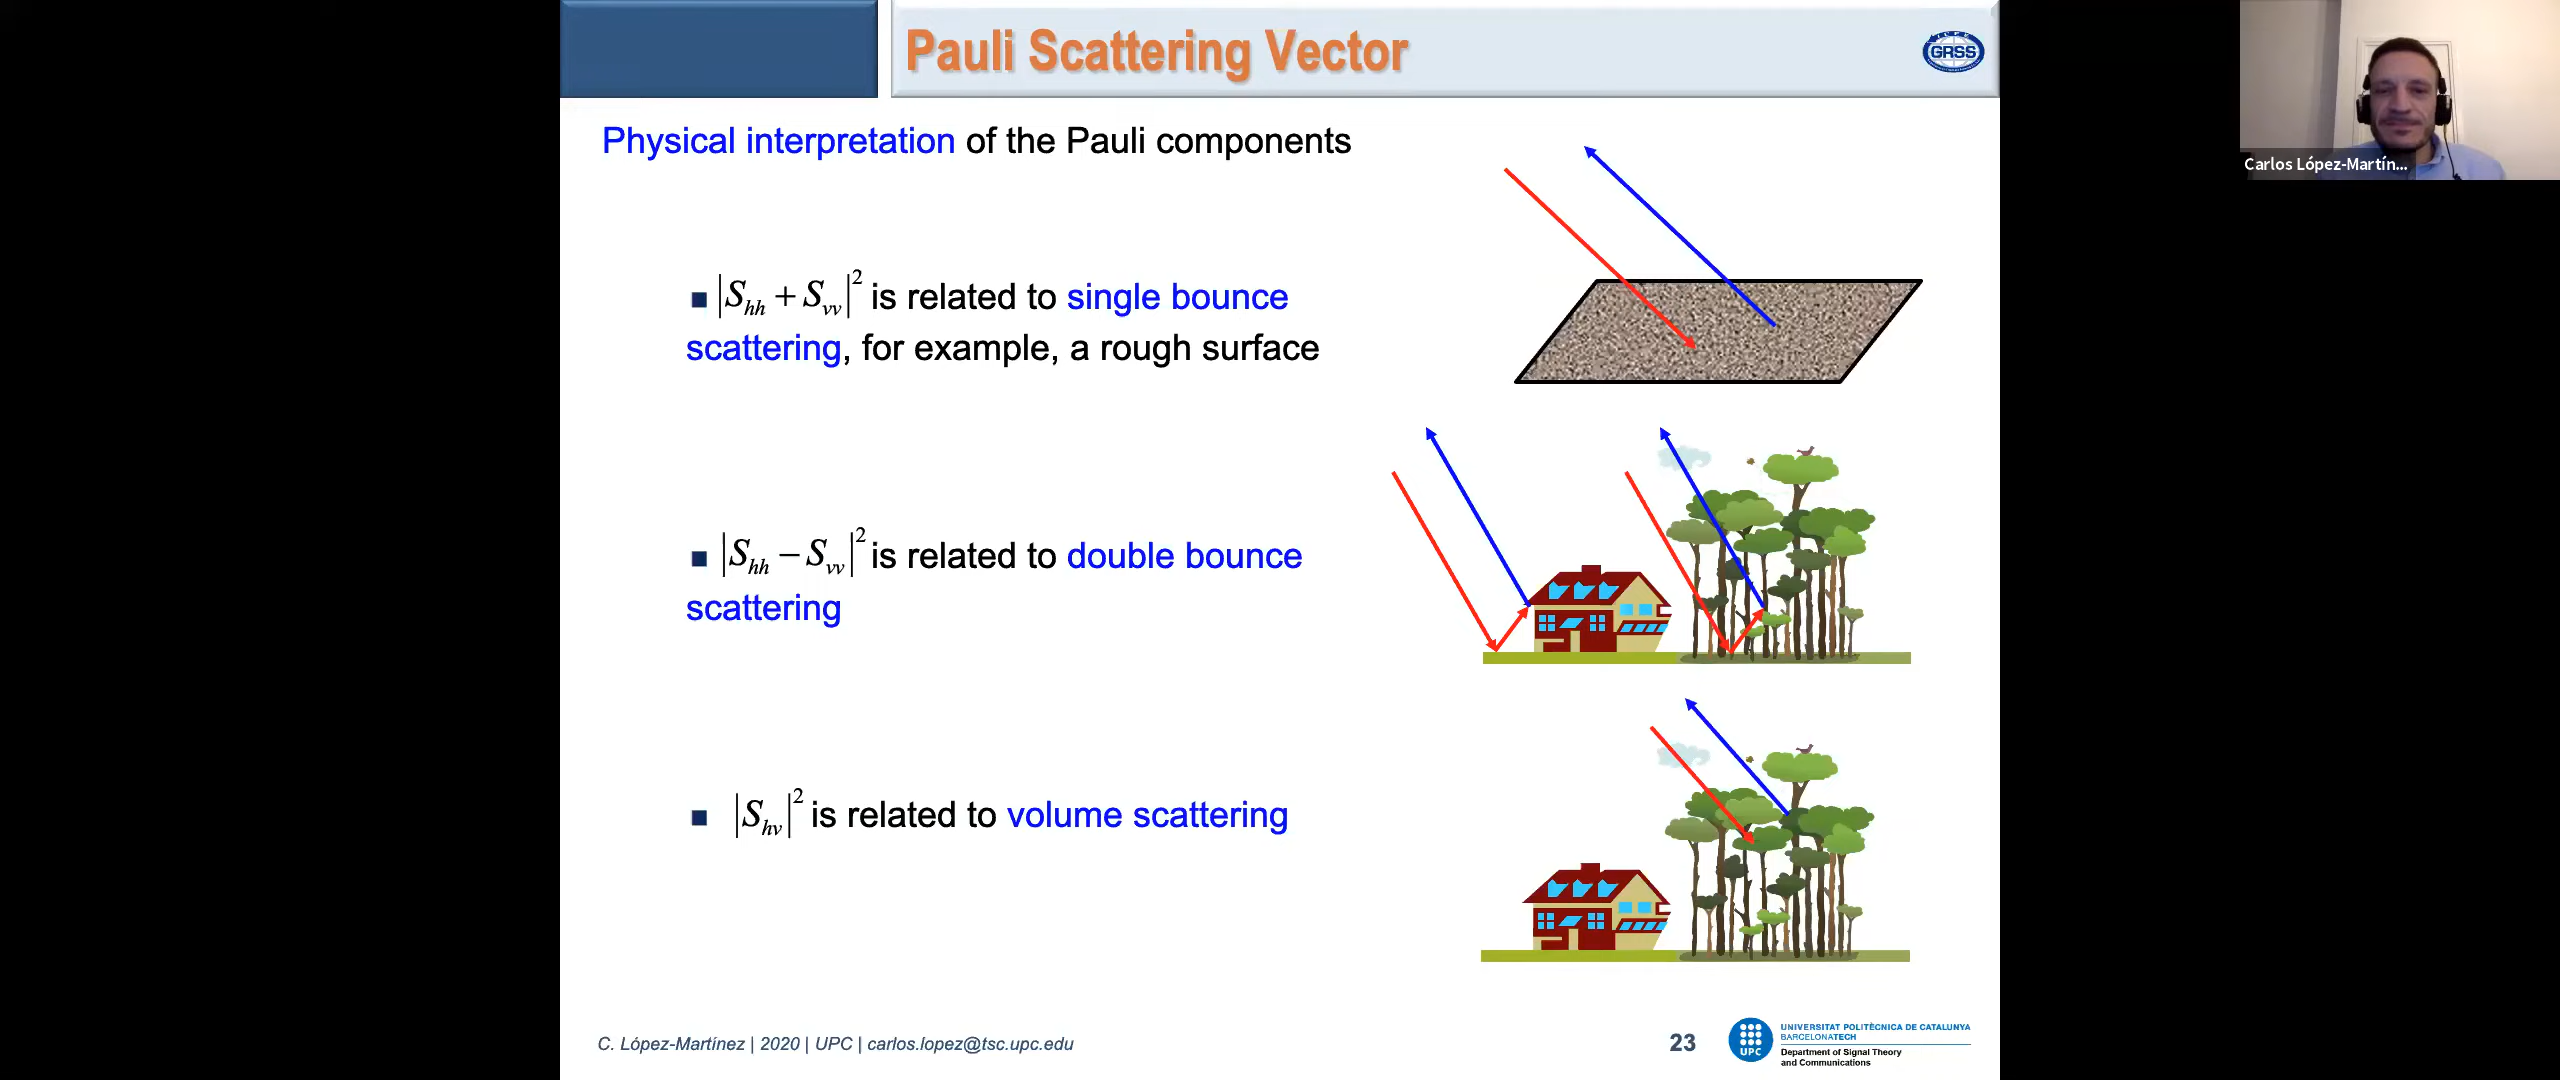 Pauli Scattering Vector
GRSS
Carlos López-Martín...
Physical interpretation of the Pauli components
|S_hh + S_vv|² is related to single bounce
scattering, for example, a rough surface
|S_hh − S_vv|² is related to double bounce
scattering
|S_hv|² is related to volume scattering
C. López-Martínez | 2020 | UPC | carlos.lopez@tsc.upc.edu
23
UPC
UNIVERSITAT POLITÈCNICA DE CATALUNYA
BARCELONATECH
Department of Signal Theory
and Communications